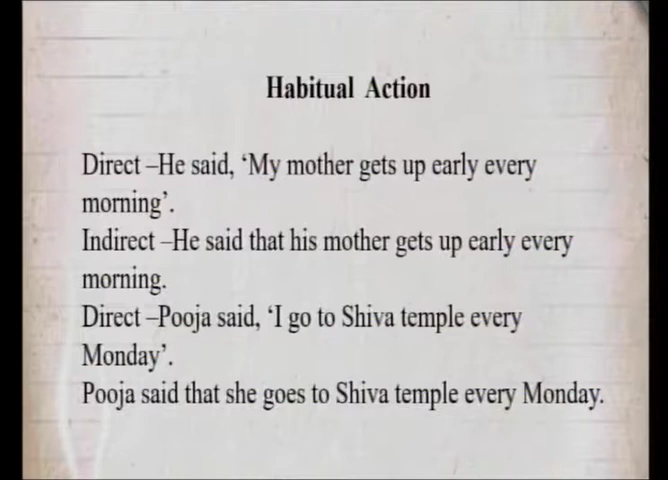 Habitual Action
Direct –He said, ‘My mother gets up early every
morning’.
Indirect –He said that his mother gets up early every
morning.
Direct –Pooja said, ‘I go to Shiva temple every
Monday’.
Pooja said that she goes to Shiva temple every Monday.